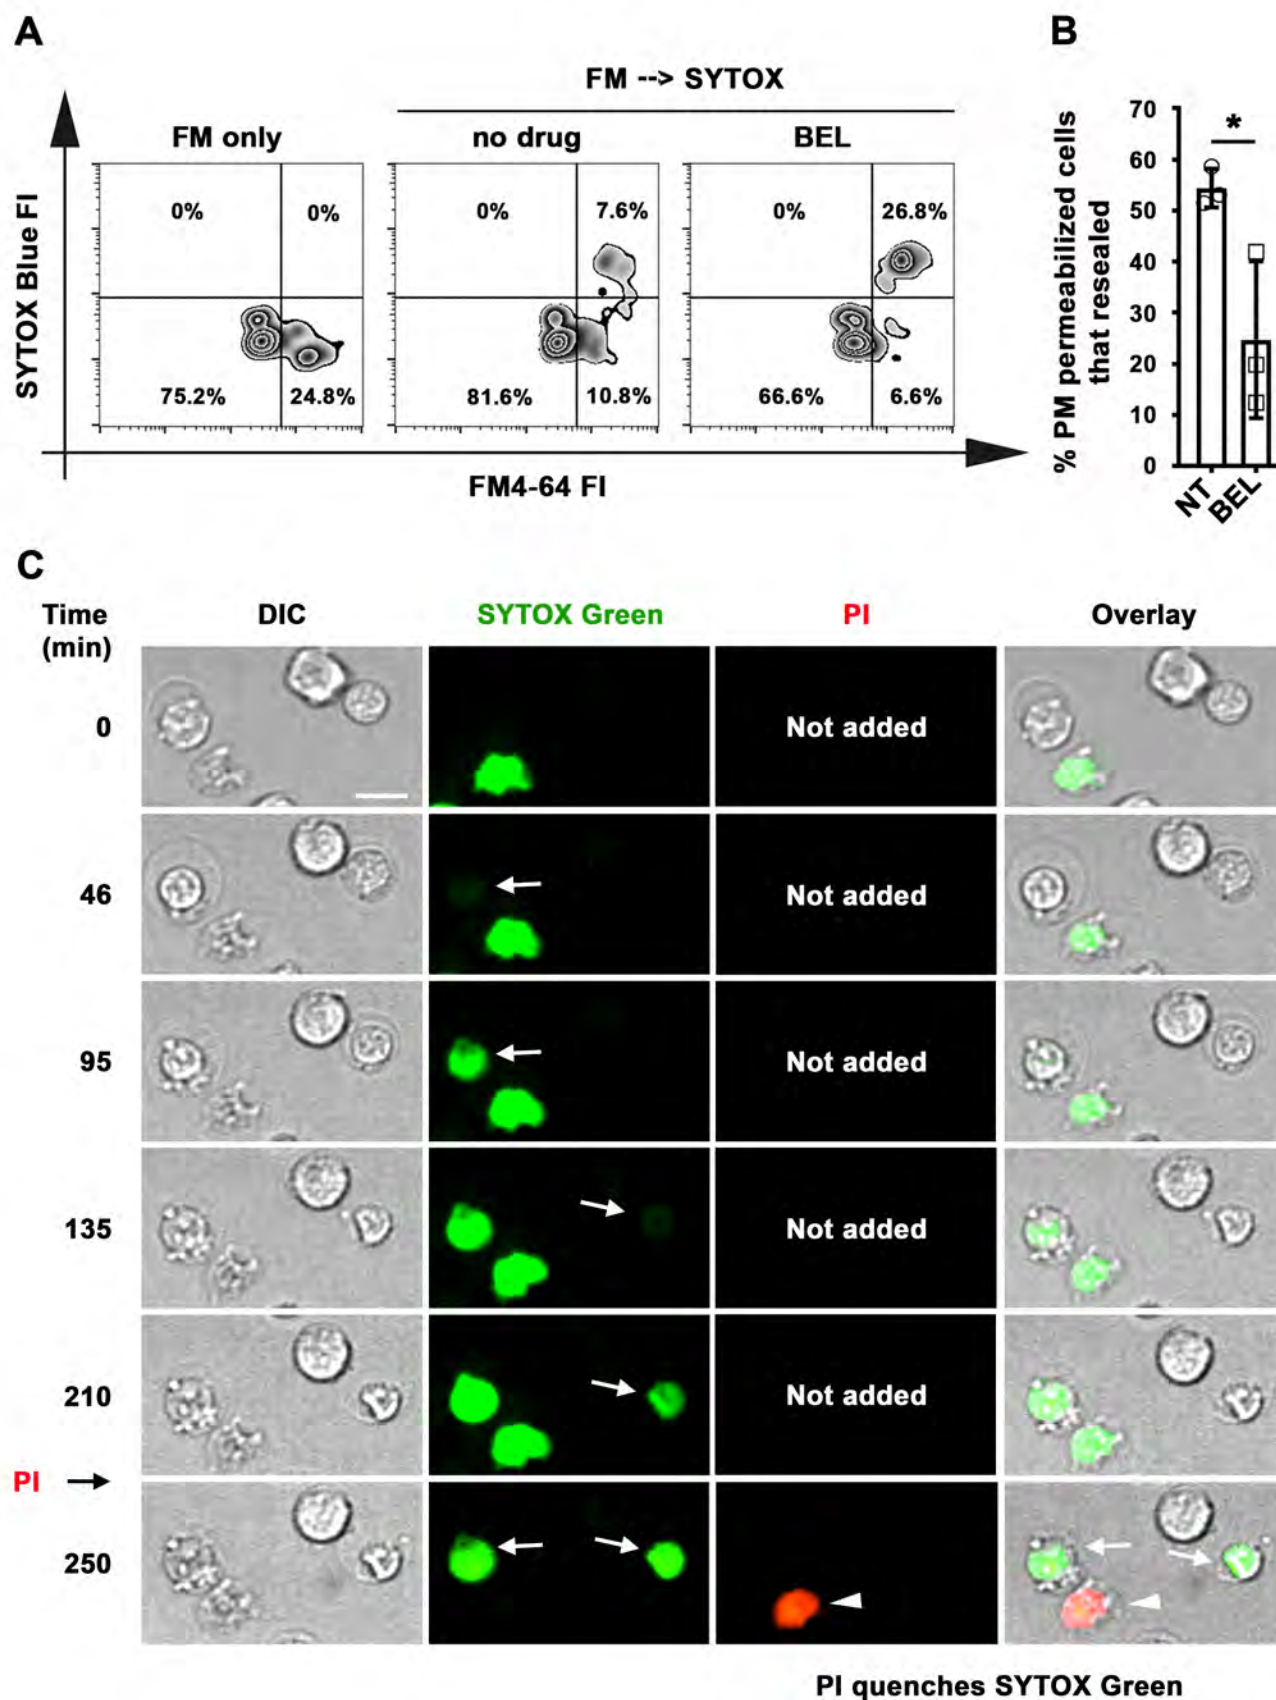 A
B
FM --> SYTOX
FM only
no drug
BEL
SYTOX Blue FI
0%
0%
75.2%
24.8%
0%
7.6%
81.6%
10.8%
0%
26.8%
66.6%
6.6%
FM4-64 FI
% PM permeabilized cells
that resealed
70
60
50
40
30
20
10
0
*
NT
BEL
C
Time
(min)
DIC
SYTOX Green
PI
Overlay
0
Not added
46
Not added
95
Not added
135
Not added
210
Not added
PI
250
PI quenches SYTOX Green